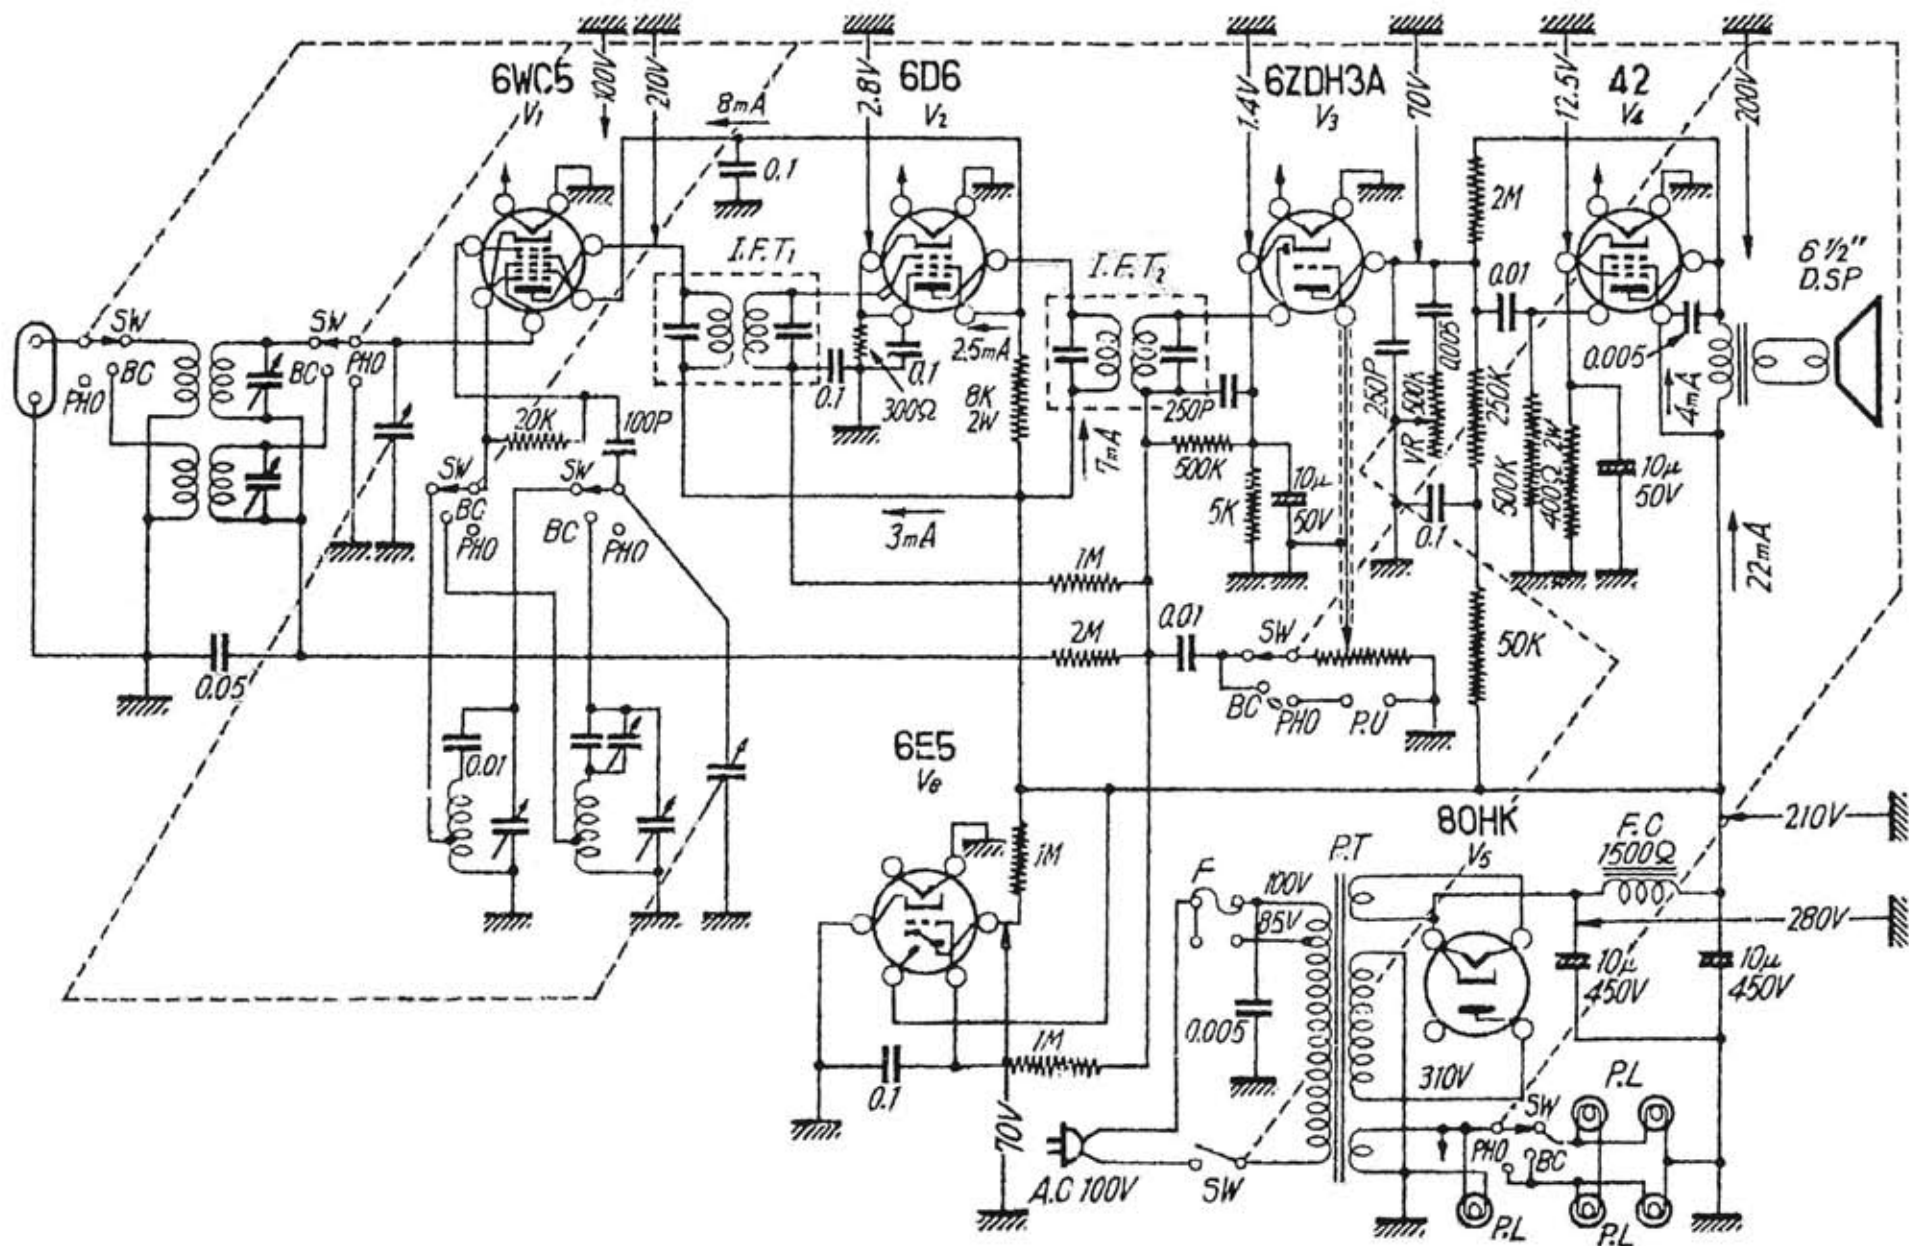 6WC5
V1
100V
210V
8mA
0.1
6D6
V2
2.8V
6ZDH3A
V3
1.4V
70V
42
V4
12.5V
200V
2M
6 1/2"
D.SP
I.F.T1
I.F.T2
SW
BC
PHO
SW
BC
PHO
20K
100P
0.1
0.1
300Ω
2.5mA
8K
2W
250P
500K
7mA
5K
10μ
50V
250P
0.005
500K
VR
250K
0.01
500K
400Ω 2W
0.005
4mA
10μ
50V
0.1
22mA
SW
BC
PHO
SW
BC
PHO
3mA
1M
2M
0.01
SW
BC
PHO
P.U
50K
0.05
0.01
6E5
V6
1M
0.1
1M
70V
F
100V
85V
0.005
P.T
80HK
V5
F.C
1500Ω
210V
280V
10μ
450V
10μ
450V
310V
A.C 100V
SW
SW
PHO
BC
P.L
P.L
P.L